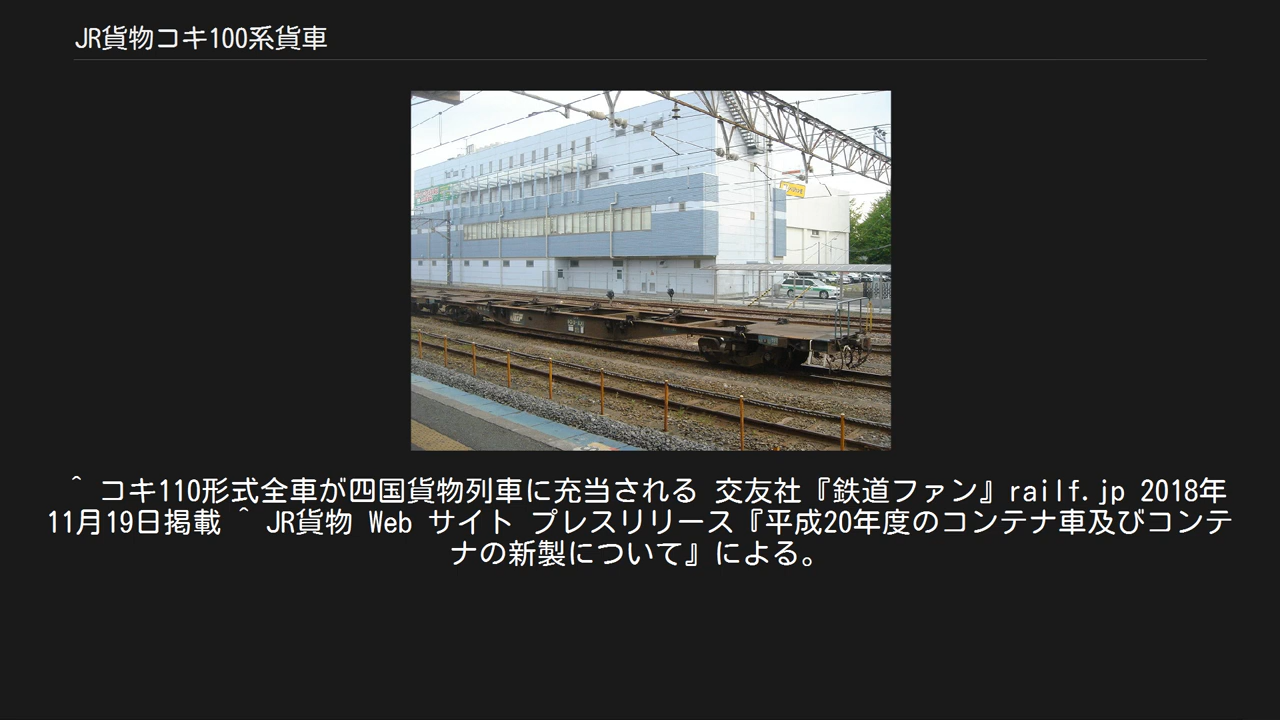 JR貨物コキ100系貨車
^ コキ110形式全車が四国貨物列車に充当される 交友社『鉄道ファン』railf.jp 2018年
11月19日掲載 ^ JR貨物 Web サイト プレスリリース『平成20年度のコンテナ車及びコンテ
ナの新製について』による。